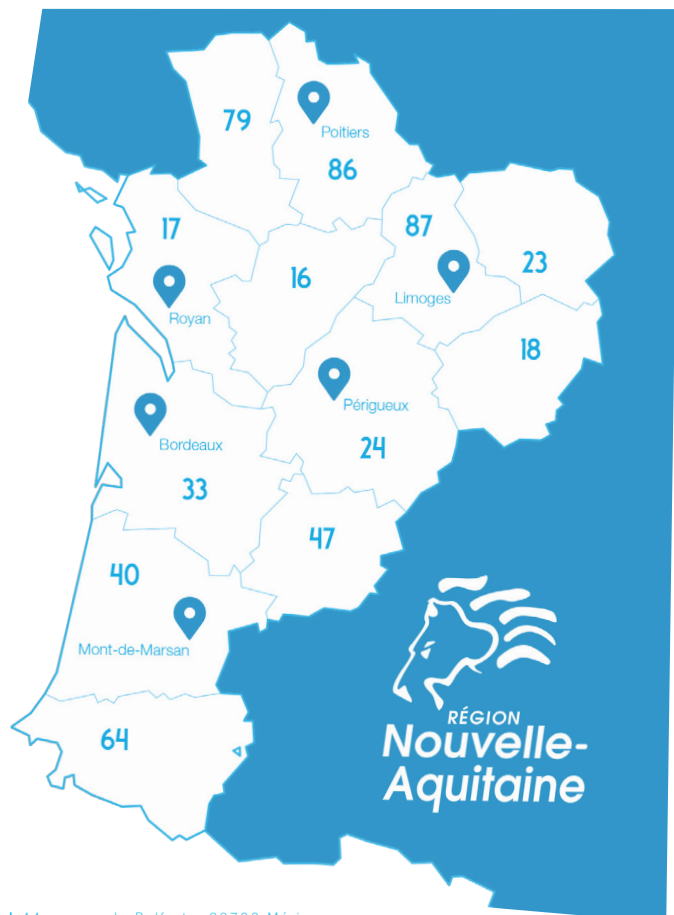 79
Poitiers
86
17
87
23
16
Limoges
Royan
18
Périgueux
Bordeaux
24
33
47
40
Mont-de-Marsan
64
RÉGION
Nouvelle-
Aquitaine